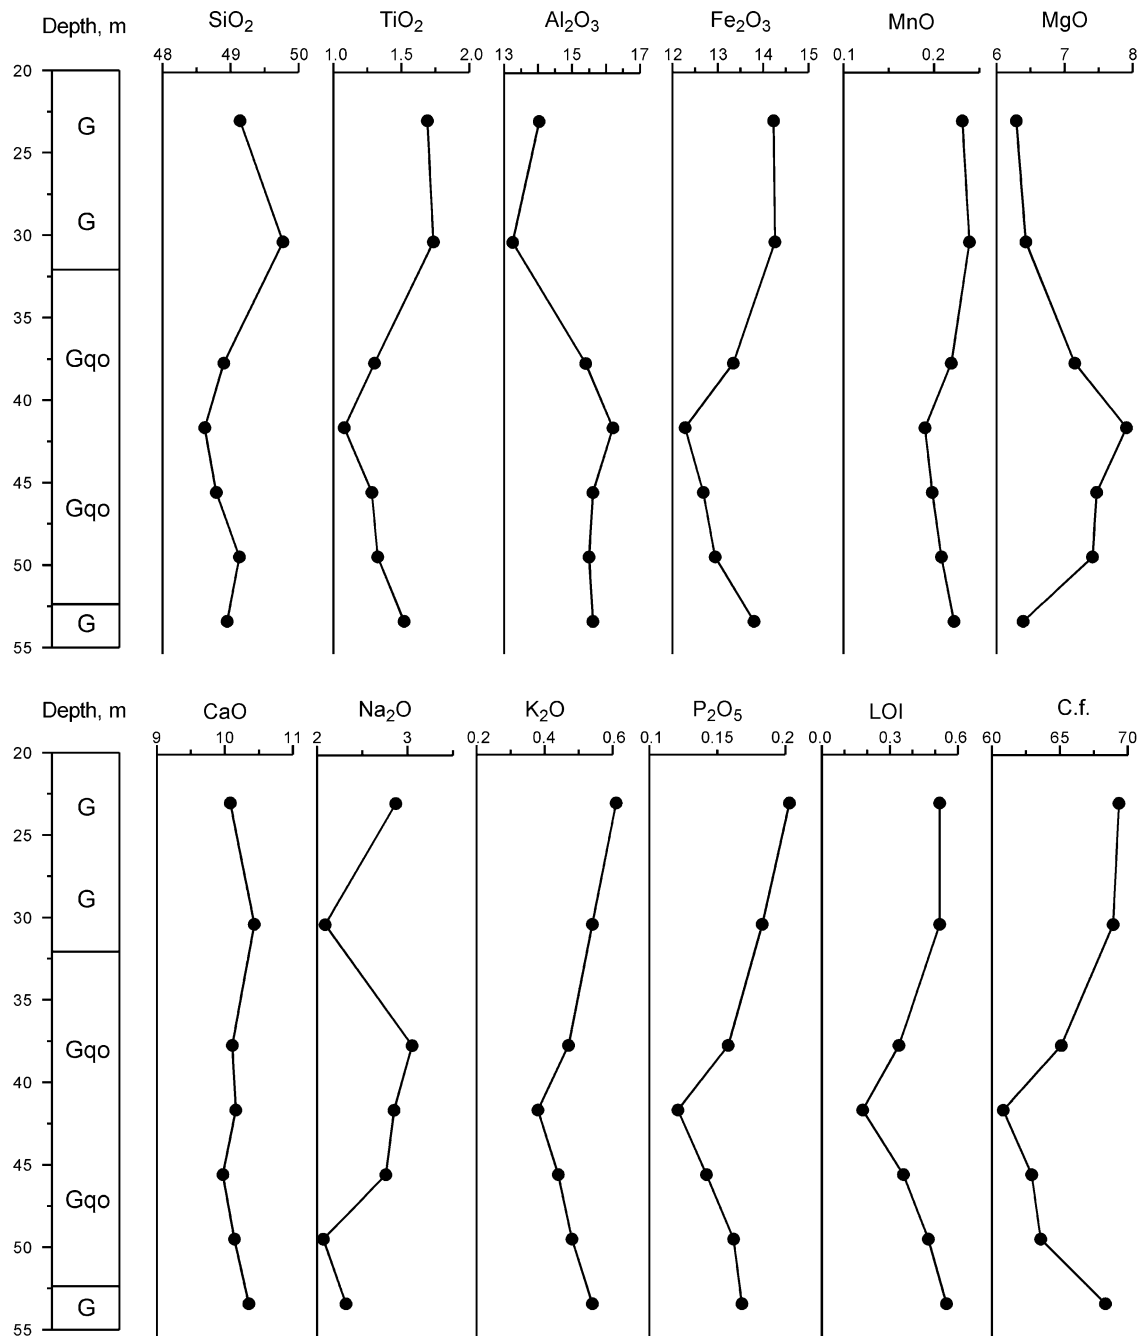 Depth, m SiO₂ TiO₂ Al₂O₃ Fe₂O₃ MnO MgO
48 49 50 1.0 1.5 2.0 13 15 17 12 13 14 15 0.1 0.2 6 7 8
20
G
25
G
30
35
Gqo
40
45
Gqo
50
G
55
Depth, m CaO Na₂O K₂O P₂O₅ LOI C.f.
9 10 11 2 3 0.2 0.4 0.6 0.1 0.15 0.2 0.0 0.3 0.6 60 65 70
20
G
25
G
30
35
Gqo
40
45
Gqo
50
G
55